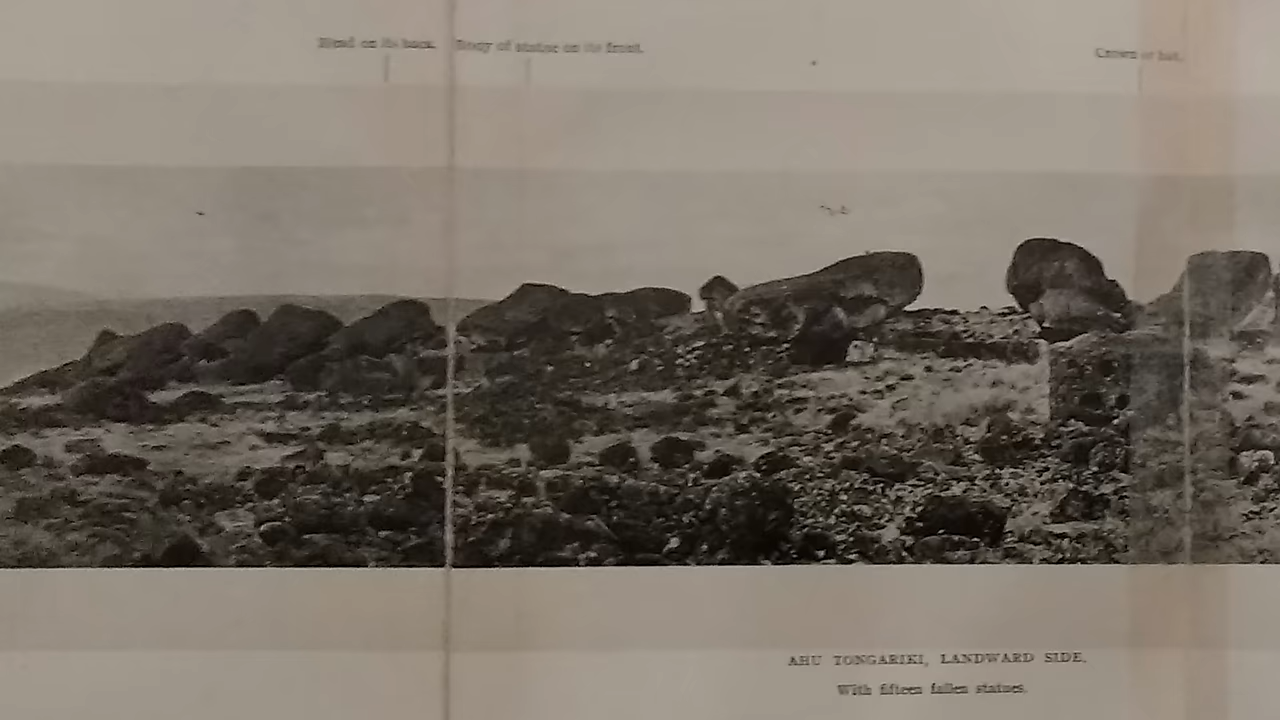 Head on its back.
Body of statue on its front.
Crown or hat.
AHU TONGARIKI, LANDWARD SIDE.
With fifteen fallen statues.